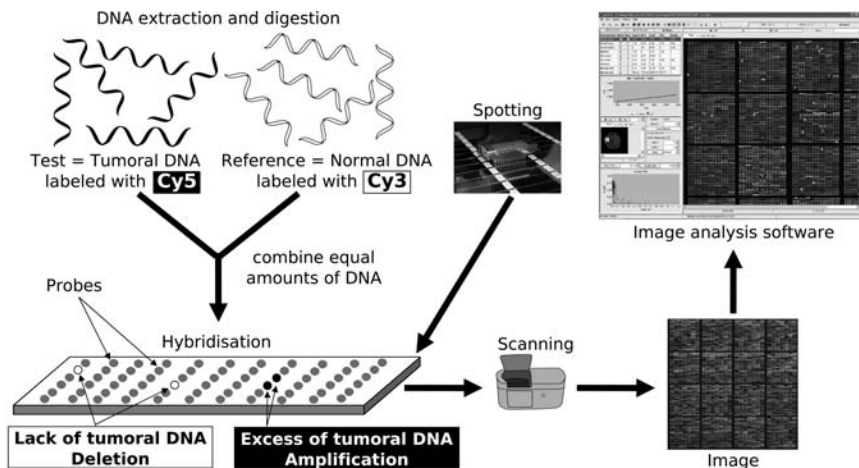 DNA extraction and digestion
Test = Tumoral DNA
labeled with Cy5
Reference = Normal DNA
labeled with Cy3
Spotting
Image analysis software
combine equal
amounts of DNA
Probes
Hybridisation
Scanning
Lack of tumoral DNA
Deletion
Excess of tumoral DNA
Amplification
Image